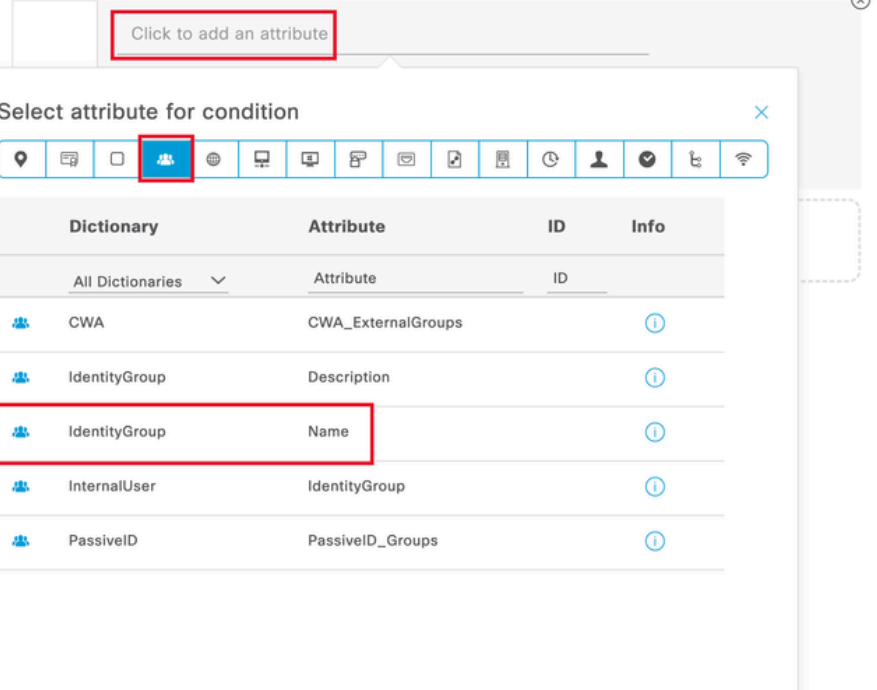 Click to add an attribute
Select attribute for condition
Dictionary Attribute ID Info
All Dictionaries Attribute ID
CWA CWA_ExternalGroups
IdentityGroup Description
IdentityGroup Name
InternalUser IdentityGroup
PassiveID PassiveID_Groups